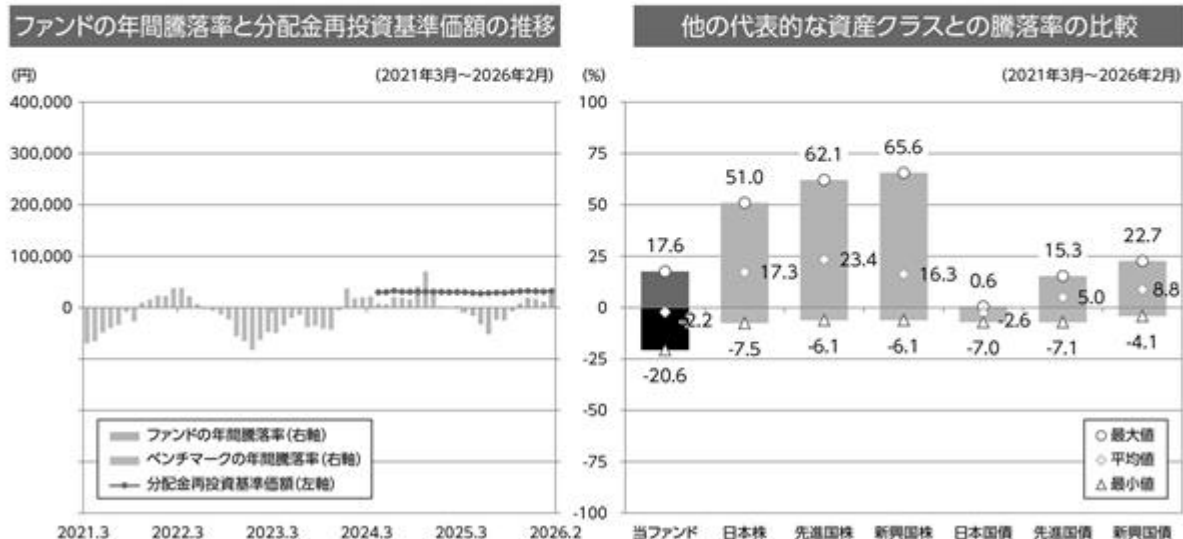 ファンドの年間騰落率と分配金再投資基準価額の推移
(円)
(2021年3月～2026年2月)
(%)
400,000
300,000
200,000
100,000
0
100
75
50
25
0
-25
-50
-75
-100
ファンドの年間騰落率(右軸)
ベンチマークの年間騰落率(右軸)
分配金再投資基準価額(左軸)
2021.3
2022.3
2023.3
2024.3
2025.3
2026.2
他の代表的な資産クラスとの騰落率の比較
(2021年3月～2026年2月)
17.6
51.0
62.1
65.6
0.6
15.3
22.7
-2.2
17.3
23.4
16.3
-2.6
5.0
8.8
-20.6
-7.5
-6.1
-6.1
-7.0
-7.1
-4.1
最大値
平均値
最小値
当ファンド
日本株
先進国株
新興国株
日本国債
先進国債
新興国債